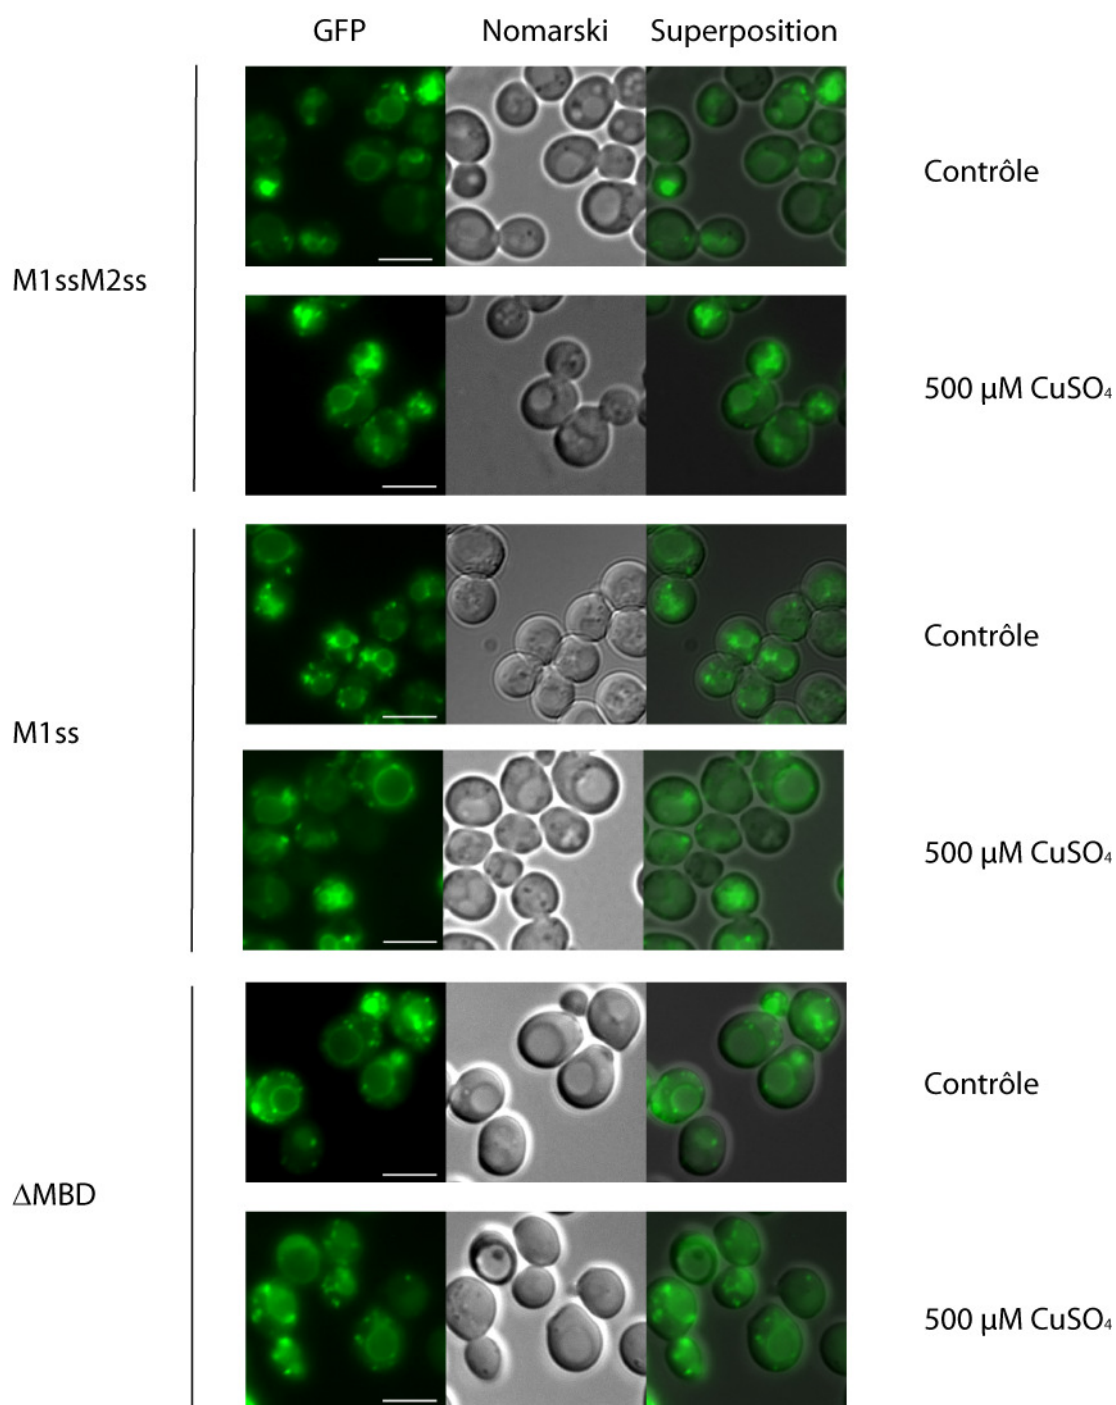 GFP Nomarski Superposition
Contrôle
M1ssM2ss
500 µM CuSO₄
Contrôle
M1ss
500 µM CuSO₄
Contrôle
ΔMBD
500 µM CuSO₄